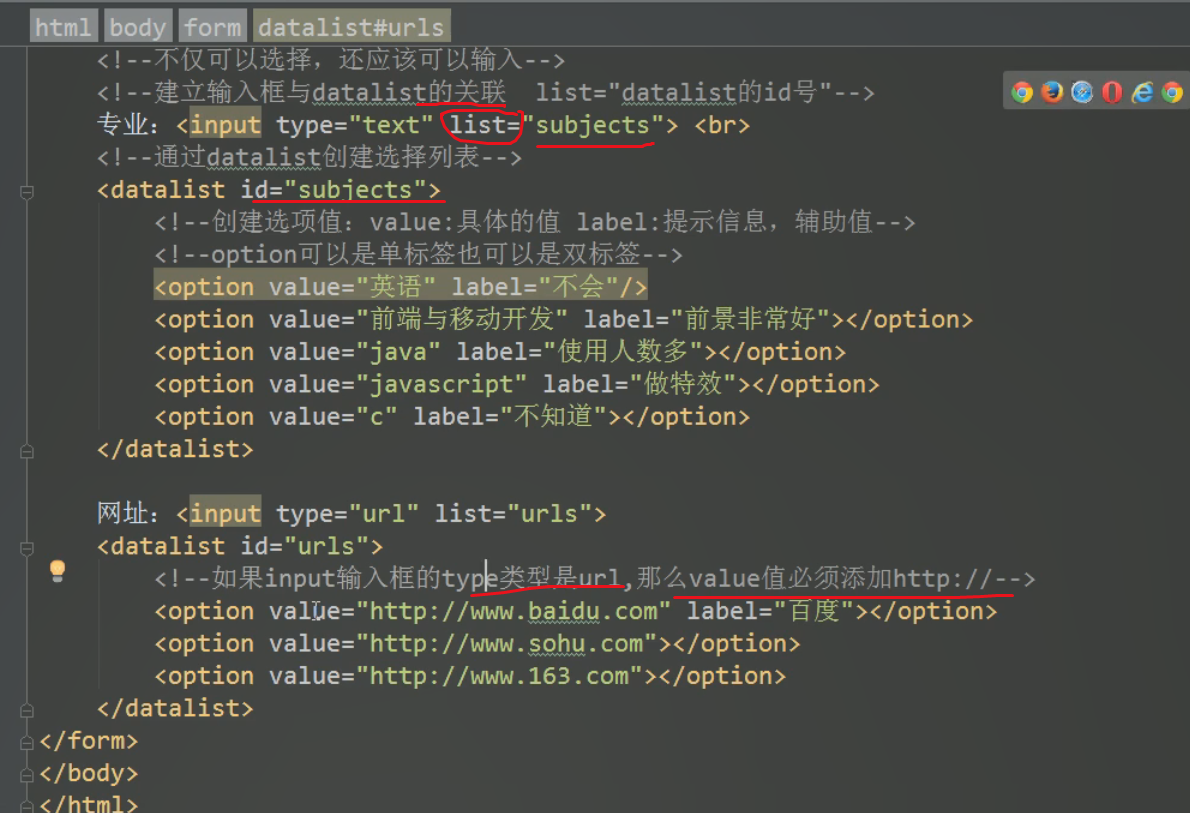 html body form datalist#urls
<!--不仅可以选择，还应该可以输入-->
<!--建立输入框与datalist的关联  list="datalist的id号"-->
专业：<input type="text" list="subjects"> <br>
<!--通过datalist创建选择列表-->
<datalist id="subjects">
<!--创建选项值：value:具体的值 label:提示信息，辅助值-->
<!--option可以是单标签也可以是双标签-->
<option value="英语" label="不会"/>
<option value="前端与移动开发" label="前景非常好"></option>
<option value="java" label="使用人数多"></option>
<option value="javascript" label="做特效"></option>
<option value="c" label="不知道"></option>
</datalist>
网址：<input type="url" list="urls">
<datalist id="urls">
<!--如果input输入框的type类型是url,那么value值必须添加http://-->
<option value="http://www.baidu.com" label="百度"></option>
<option value="http://www.sohu.com"></option>
<option value="http://www.163.com"></option>
</datalist>
</form>
</body>
</html>